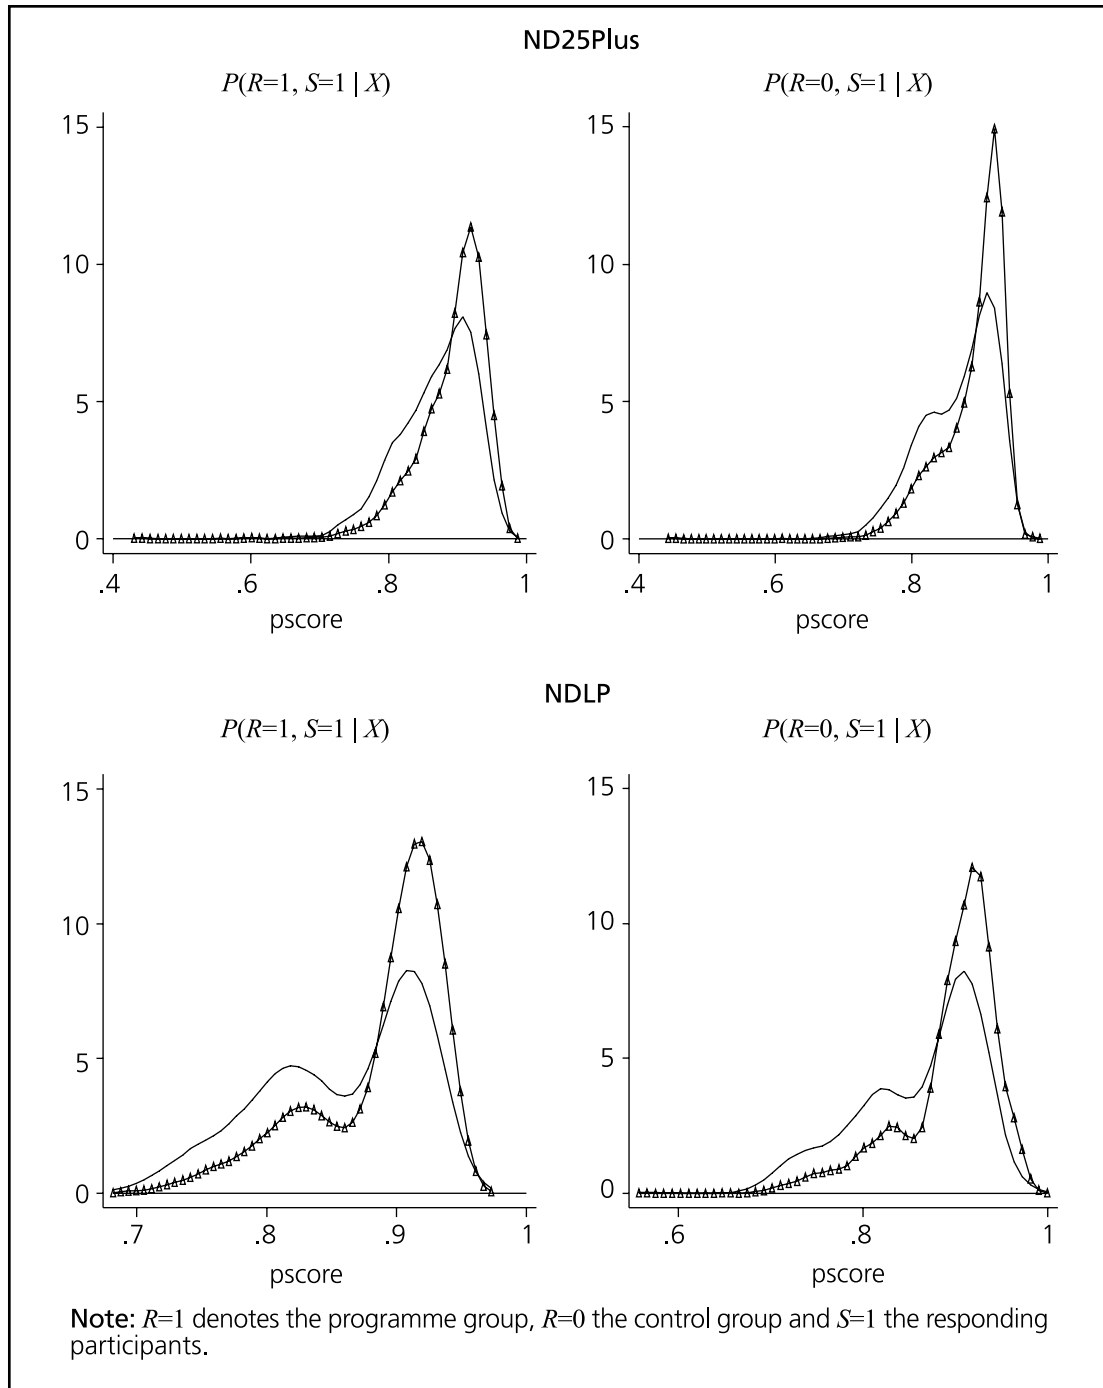 ND25Plus
P(R=1, S=1 | X)
P(R=0, S=1 | X)
15
10
5
0
.4
.6
.8
1
pscore
15
10
5
0
.4
.6
.8
1
pscore
NDLP
P(R=1, S=1 | X)
P(R=0, S=1 | X)
15
10
5
0
.7
.8
.9
1
pscore
15
10
5
0
.6
.8
1
pscore
Note: R=1 denotes the programme group, R=0 the control group and S=1 the responding
participants.